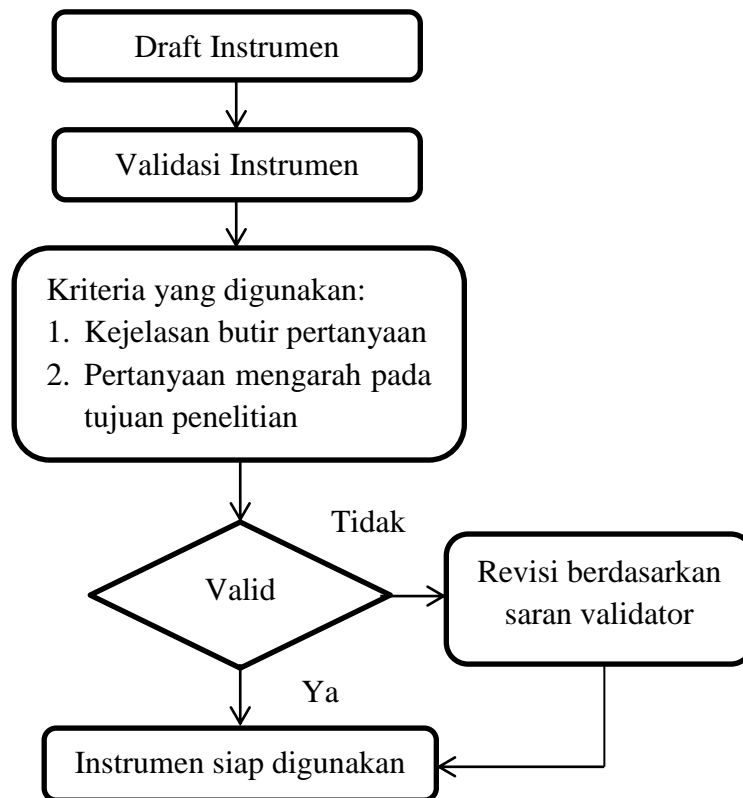 Draft Instrumen
Validasi Instrumen
Kriteria yang digunakan:
1. Kejelasan butir pertanyaan
2. Pertanyaan mengarah pada
tujuan penelitian
Tidak
Valid
Revisi berdasarkan
saran validator
Ya
Instrumen siap digunakan